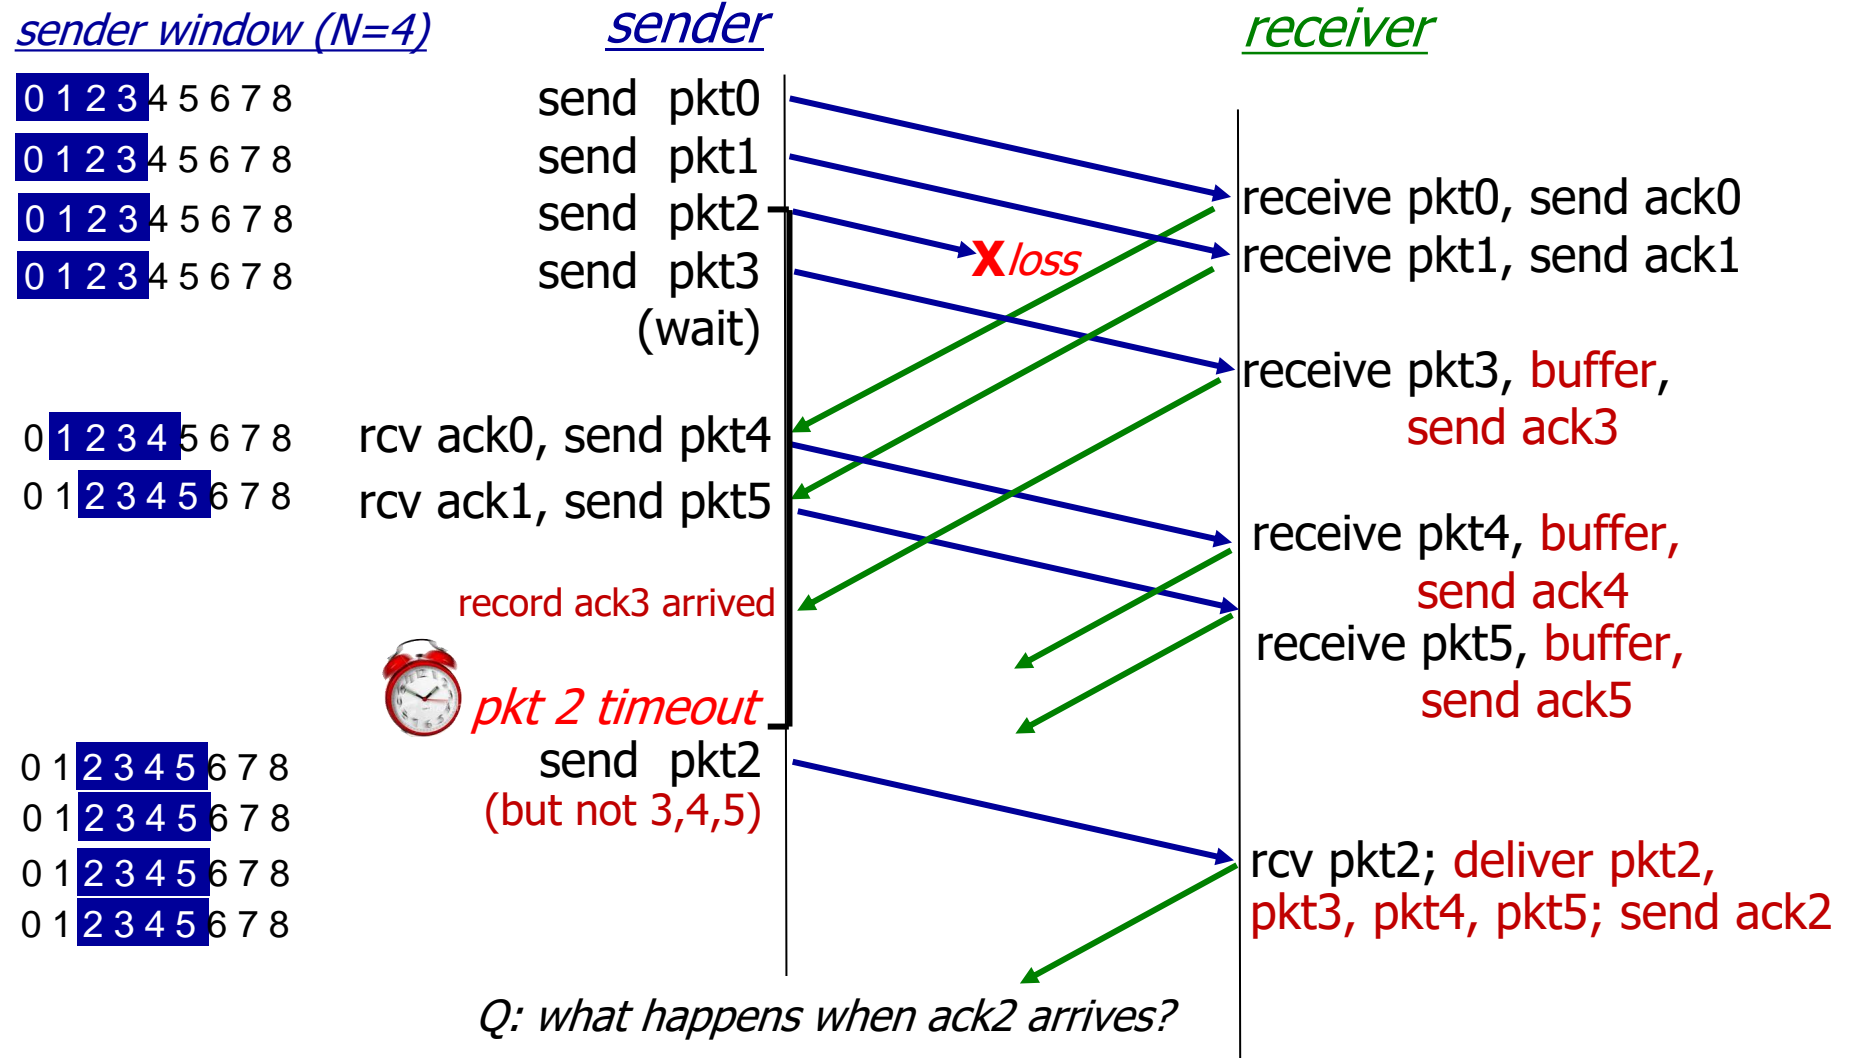 sender window (N=4) sender receiver
0 1 2 3 4 5 6 7 8 send pkt0
0 1 2 3 4 5 6 7 8 send pkt1
receive pkt0, send ack0
0 1 2 3 4 5 6 7 8 send pkt2
X loss
receive pkt1, send ack1
0 1 2 3 4 5 6 7 8 send pkt3
(wait)
receive pkt3, buffer,
send ack3
0 1 2 3 4 5 6 7 8 rcv ack0, send pkt4
0 1 2 3 4 5 6 7 8 rcv ack1, send pkt5
receive pkt4, buffer,
send ack4
record ack3 arrived
receive pkt5, buffer,
send ack5
pkt 2 timeout
0 1 2 3 4 5 6 7 8 send pkt2
0 1 2 3 4 5 6 7 8 (but not 3,4,5)
0 1 2 3 4 5 6 7 8 rcv pkt2; deliver pkt2,
0 1 2 3 4 5 6 7 8 pkt3, pkt4, pkt5; send ack2
Q: what happens when ack2 arrives?